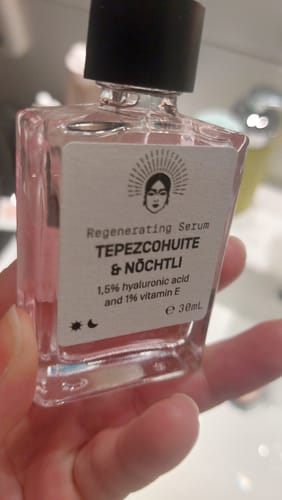 Regenerating Serum
TEPEZCOHUITE
& NŌCHTLI
1,5% hyaluronic acid
and 1% vitamin E
℮ 30mL